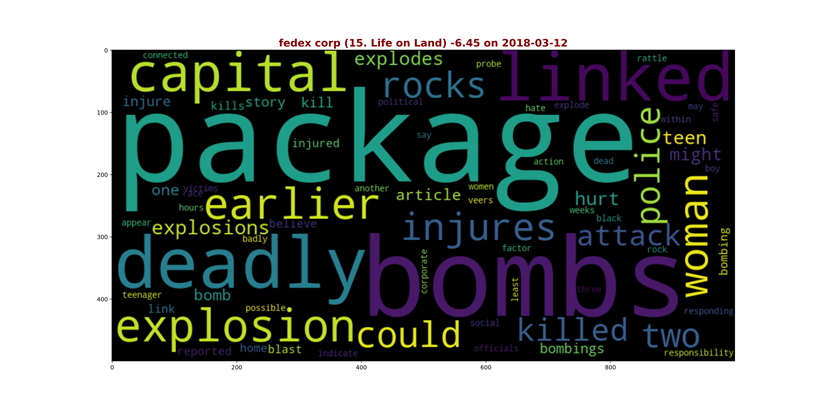 fedex corp (15. Life on Land) -6.45 on 2018-03-12
0
connected
explodes
probe
rattle
capital
rocks
linked
injure
kills
story
kill
political
hate
explode
may
safe
100
package
injured
say
within
police
teen
action
dead
might
boy
200
one
victims
race
another
article
women
veers
hurt
hours
earlier
weeks
black
woman
appear
explosions
believe
injures
attack
bombing
300
badly
factor
rock
deadly
bombs
corporate
least
three
teenager
bomb
400
link
possible
responding
explosion
could
social
killed
two
reported
home
blast
indicate
officials
bombings
responsibility
0
200
400
600
800